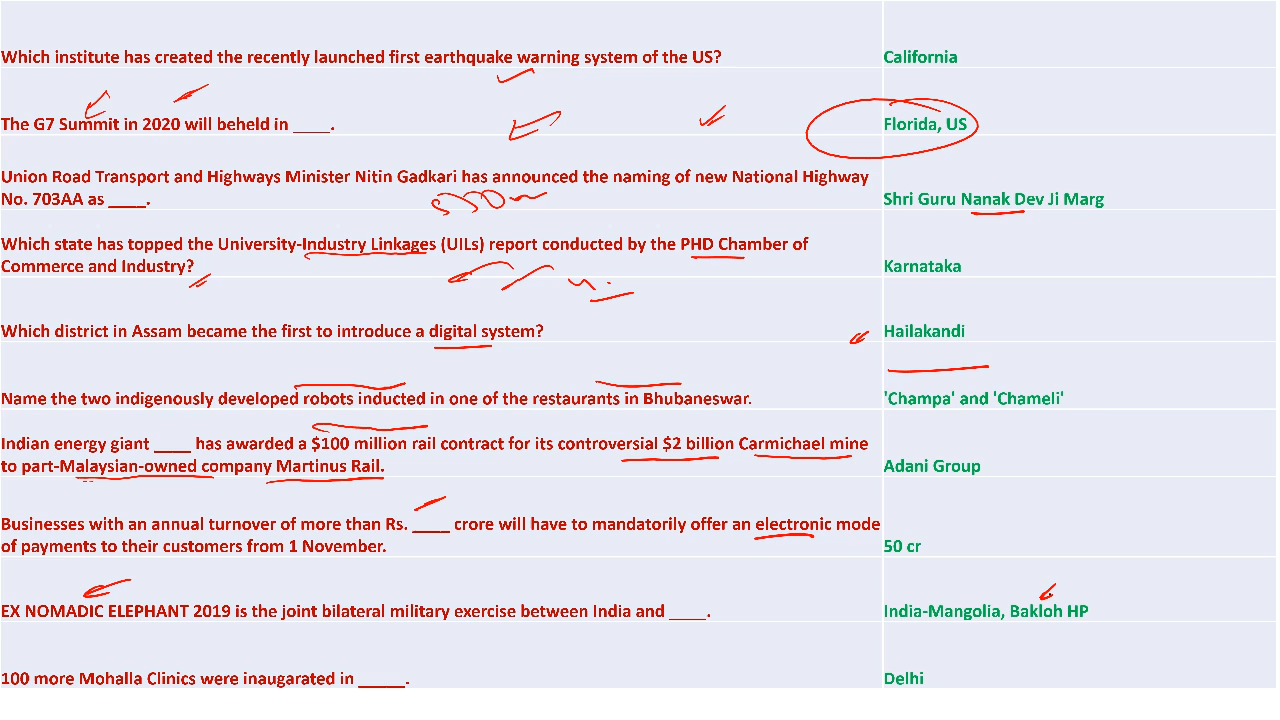 Which institute has created the recently launched first earthquake warning system of the US?
California
The G7 Summit in 2020 will beheld in ____.
Florida, US
Union Road Transport and Highways Minister Nitin Gadkari has announced the naming of new National Highway
No. 703AA as ____.
Shri Guru Nanak Dev Ji Marg
Which state has topped the University-Industry Linkages (UILs) report conducted by the PHD Chamber of
Commerce and Industry?
Karnataka
Which district in Assam became the first to introduce a digital system?
Hailakandi
Name the two indigenously developed robots inducted in one of the restaurants in Bhubaneswar.
'Champa' and 'Chameli'
Indian energy giant ____ has awarded a $100 million rail contract for its controversial $2 billion Carmichael mine
to part-Malaysian-owned company Martinus Rail.
Adani Group
Businesses with an annual turnover of more than Rs. ____ crore will have to mandatorily offer an electronic mode
of payments to their customers from 1 November.
50 cr
EX NOMADIC ELEPHANT 2019 is the joint bilateral military exercise between India and ____.
India-Mangolia, Bakloh HP
100 more Mohalla Clinics were inaugarated in _____.
Delhi